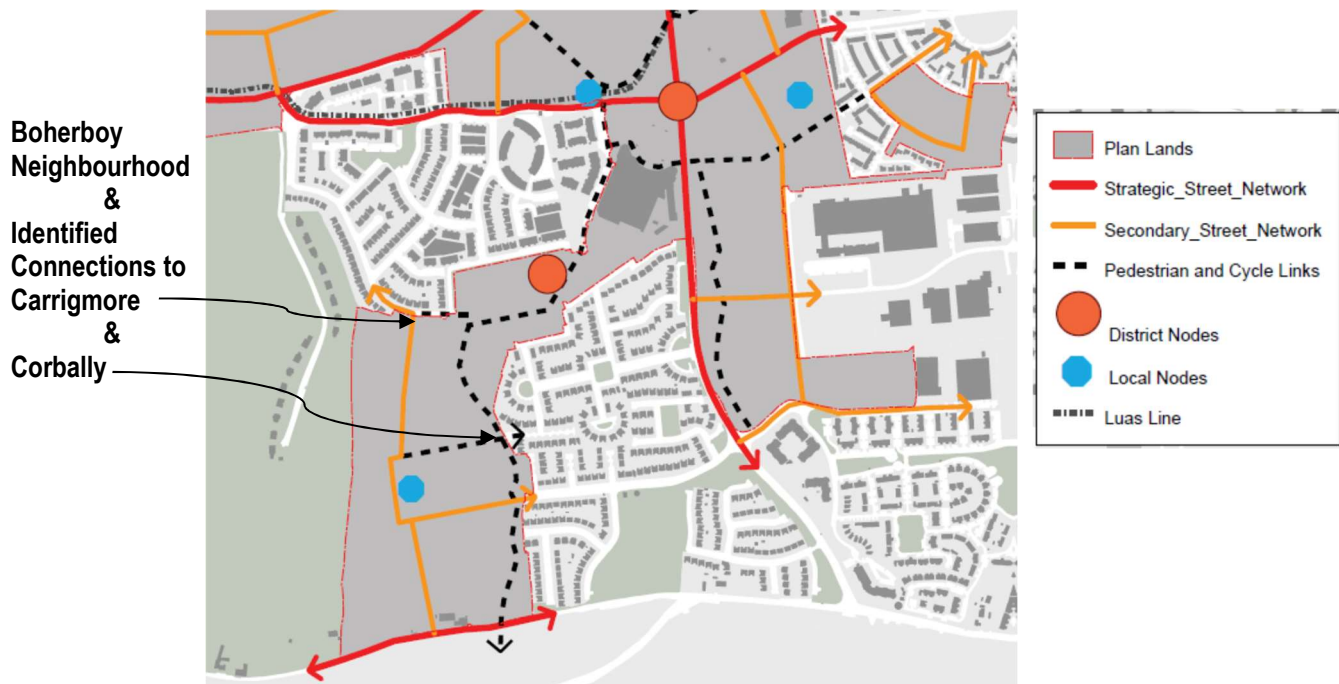 Boherboy
Neighbourhood
&
Identified
Connections to
Carrigmore
&
Corbally
Plan Lands
Strategic_Street_Network
Secondary_Street_Network
Pedestrian and Cycle Links
District Nodes
Local Nodes
Luas Line